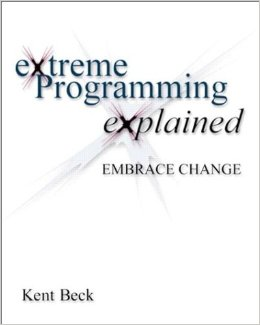 eXtreme
Programming
eXplained
EMBRACE CHANGE
Kent Beck